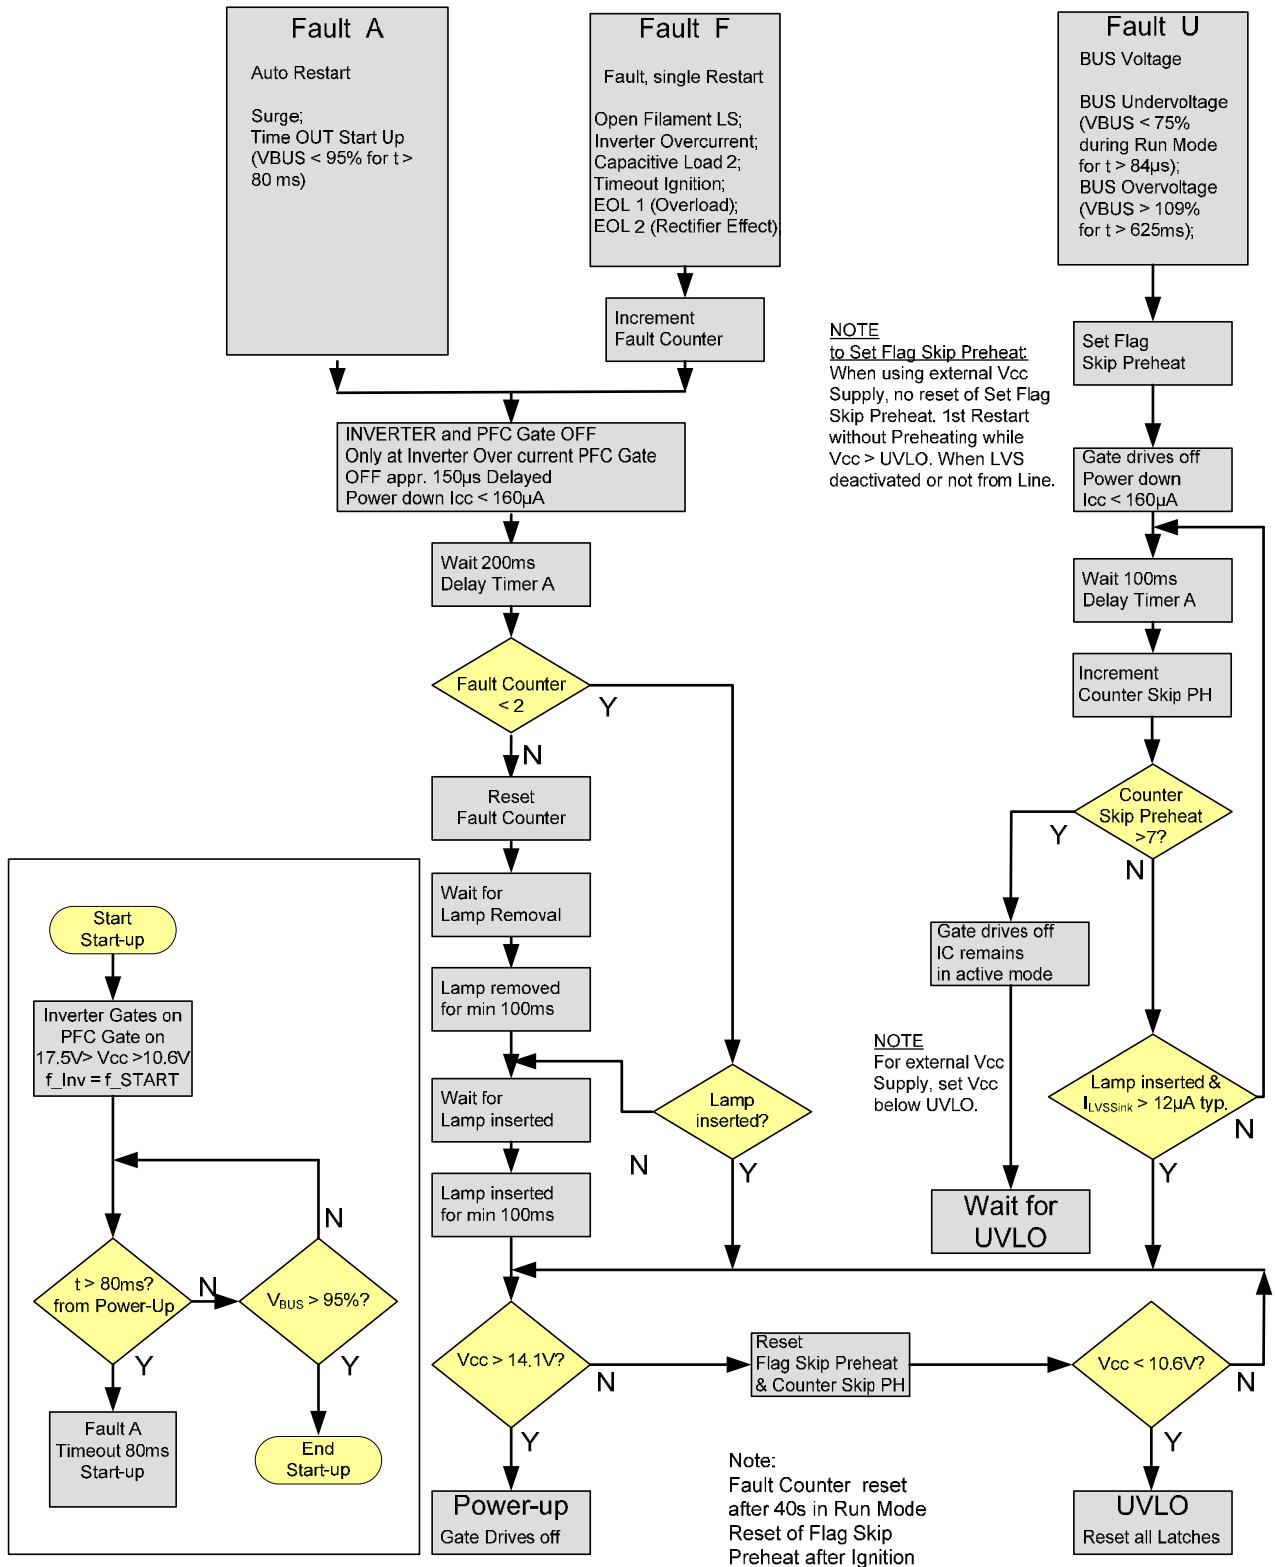 Fault A
Auto Restart
Surge;
Time OUT Start Up
(VBUS < 95% for t >
80 ms)
Fault F
Fault, single Restart
Open Filament LS;
Inverter Overcurrent;
Capacitive Load 2;
Timeout Ignition;
EOL 1 (Overload);
EOL 2 (Rectifier Effect);
Increment
Fault Counter
Fault U
BUS Voltage
BUS Undervoltage
(VBUS < 75%
during Run Mode
for t > 84µs);
BUS Overvoltage
(VBUS > 109%
for t > 625ms);
NOTE
to Set Flag Skip Preheat:
When using external Vcc
Supply, no reset of Set Flag
Skip Preheat. 1st Restart
without Preheating while
Vcc > UVLO. When LVS
deactivated or not from Line.
Set Flag
Skip Preheat
INVERTER and PFC Gate OFF
Only at Inverter Over current PFC Gate
OFF appr. 150µs Delayed
Power down Icc < 160µA
Gate drives off
Power down
Icc < 160µA
Wait 200ms
Delay Timer A
Wait 100ms
Delay Timer A
Fault Counter
< 2
Y
N
Increment
Counter Skip PH
Reset
Fault Counter
Counter
Skip Preheat
>7?
Y
N
Wait for
Lamp Removal
Lamp removed
for min 100ms
Gate drives off
IC remains
in active mode
NOTE
For external Vcc
Supply, set Vcc
below UVLO.
Wait for
Lamp inserted
Lamp
inserted?
N
Y
Lamp inserted &
ILVSSink > 12µA typ.
N
Y
Lamp inserted
for min 100ms
Wait for
UVLO
Start
Start-up
Inverter Gates on
PFC Gate on
17.5V> Vcc >10.6V
f_Inv = f_START
t > 80ms?
from Power-Up
N
Y
VBUS > 95%?
N
Y
Fault A
Timeout 80ms
Start-up
End
Start-up
Vcc > 14.1V?
N
Y
Reset
Flag Skip Preheat
& Counter Skip PH
Vcc < 10.6V?
N
Y
Power-up
Gate Drives off
Note:
Fault Counter reset
after 40s in Run Mode
Reset of Flag Skip
Preheat after Ignition
UVLO
Reset all Latches